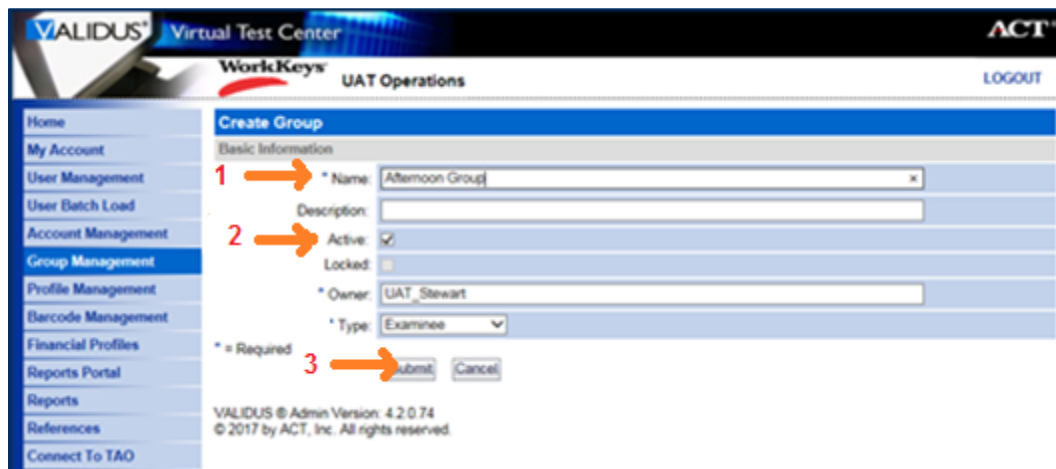 VALIDUS® Virtual Test Center ACT®
WorkKeys® UAT Operations LOGOUT
Home
My Account
User Management
User Batch Load
Account Management
Group Management
Profile Management
Barcode Management
Financial Profiles
Reports Portal
Reports
References
Connect To TAO
Create Group
Basic Information
1 * Name: Afternoon Group ×
Description:
2 Active:
Locked:
* Owner: UAT_Stewart
* Type: Examinee
* = Required
3 Submit Cancel
VALIDUS ® Admin Version: 4.2.0.74
© 2017 by ACT, Inc. All rights reserved.